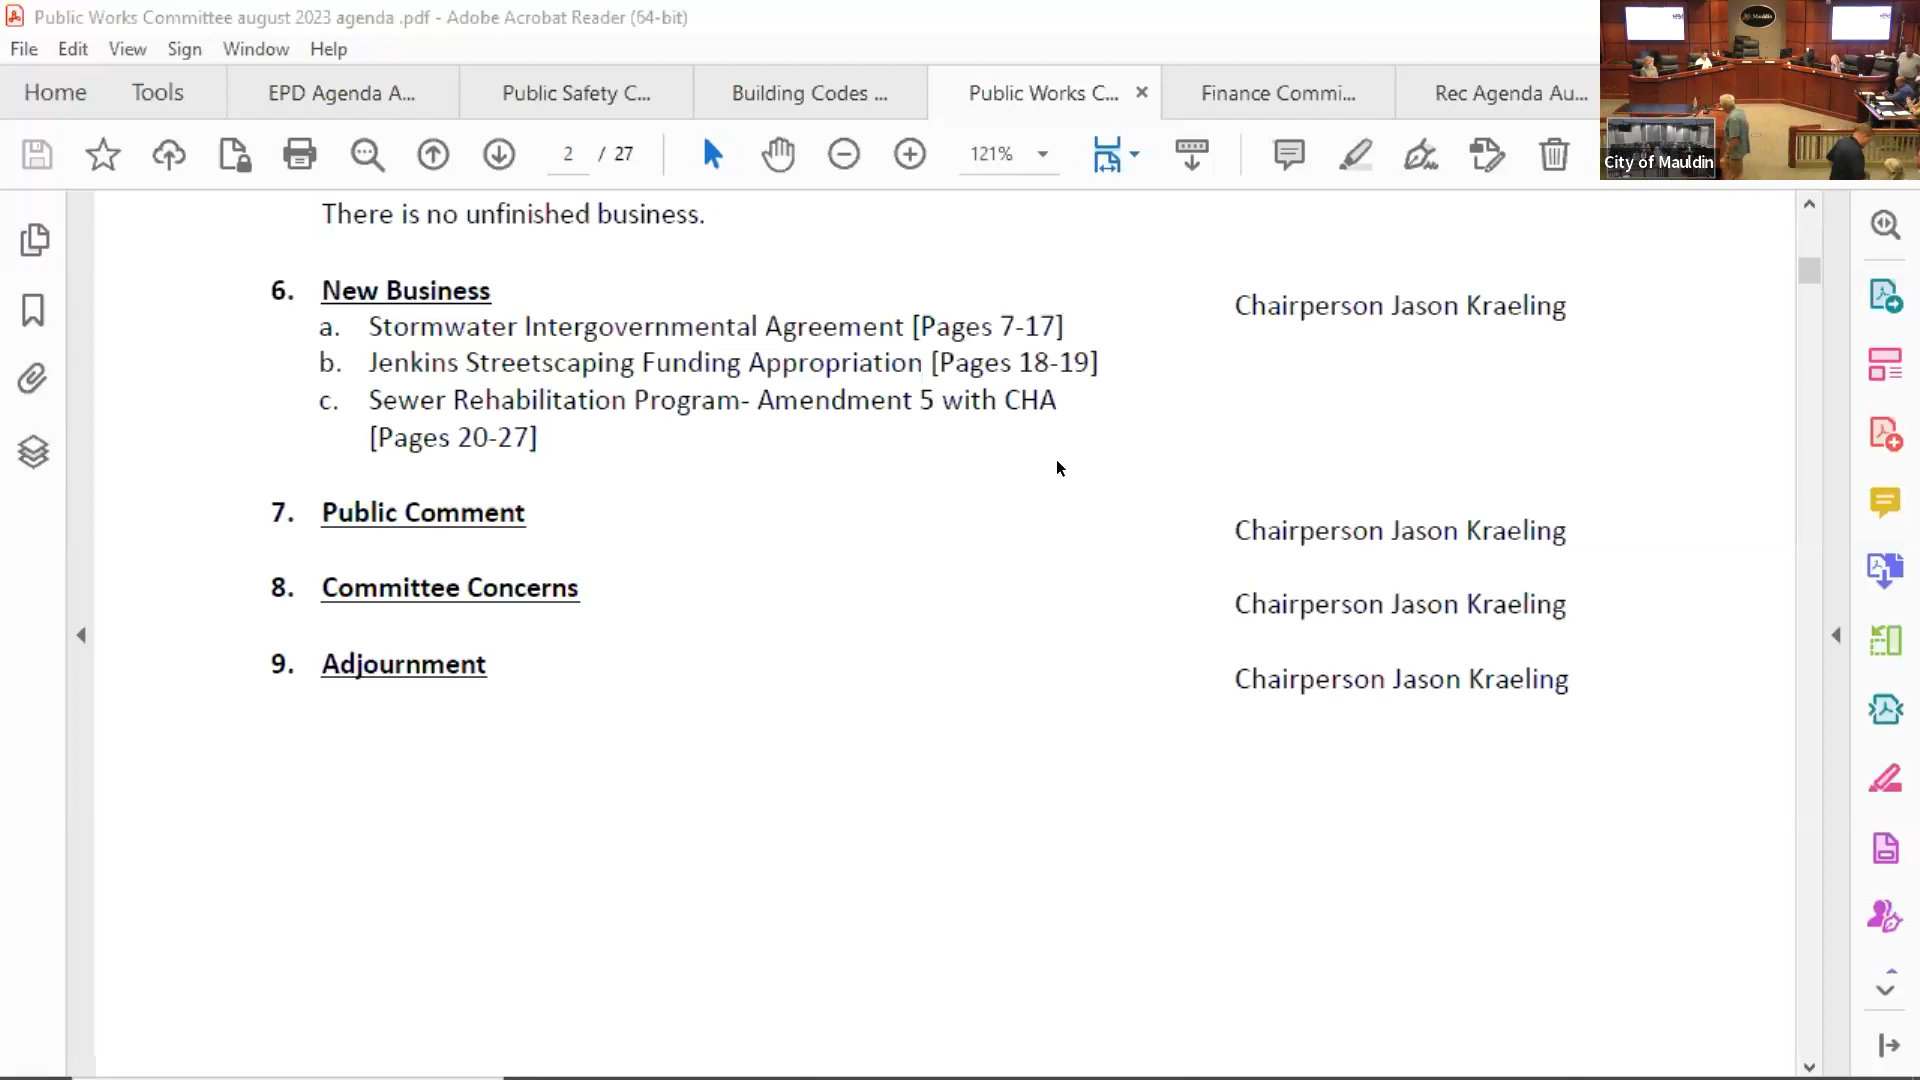 Public Works Committee august 2023 agenda .pdf - Adobe Acrobat Reader (64-bit)
File Edit View Sign Window Help
Home Tools EPD Agenda A... Public Safety C... Building Codes ... Public Works C... × Finance Commi... Rec Agenda Au...
2 / 27 121%
Mauldin
City of Mauldin
There is no unfinished business.
6. New Business
Chairperson Jason Kraeling
a. Stormwater Intergovernmental Agreement [Pages 7-17]
b. Jenkins Streetscaping Funding Appropriation [Pages 18-19]
c. Sewer Rehabilitation Program- Amendment 5 with CHA
[Pages 20-27]
7. Public Comment
Chairperson Jason Kraeling
8. Committee Concerns
Chairperson Jason Kraeling
9. Adjournment
Chairperson Jason Kraeling